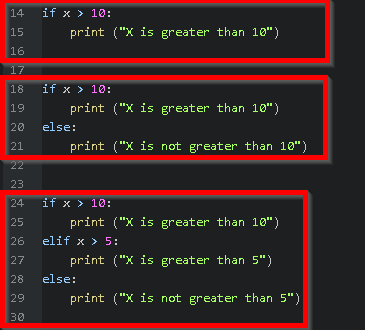 14 if x > 10:
15     print ("X is greater than 10")
16
17
18 if x > 10:
19     print ("X is greater than 10")
20 else:
21     print ("X is not greater than 10")
22
23
24 if x > 10:
25     print ("X is greater than 10")
26 elif x > 5:
27     print ("X is greater than 5")
28 else:
29     print ("X is not greater than 5")
30